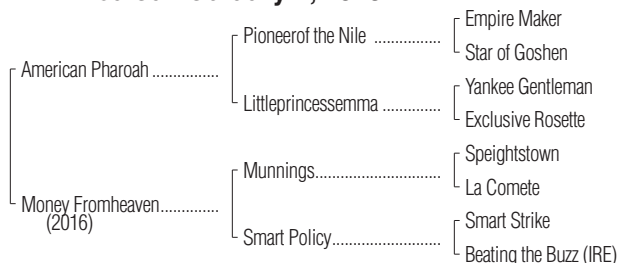 Empire Maker
Pioneerof the Nile ................
Star of Goshen
American Pharoah ................
Yankee Gentleman
Littleprincessemma ..............
Exclusive Rosette
Speightstown
Munnings..............................
La Comete
Money Fromheaven..............
(2016)
Smart Strike
Smart Policy..........................
Beating the Buzz (IRE)